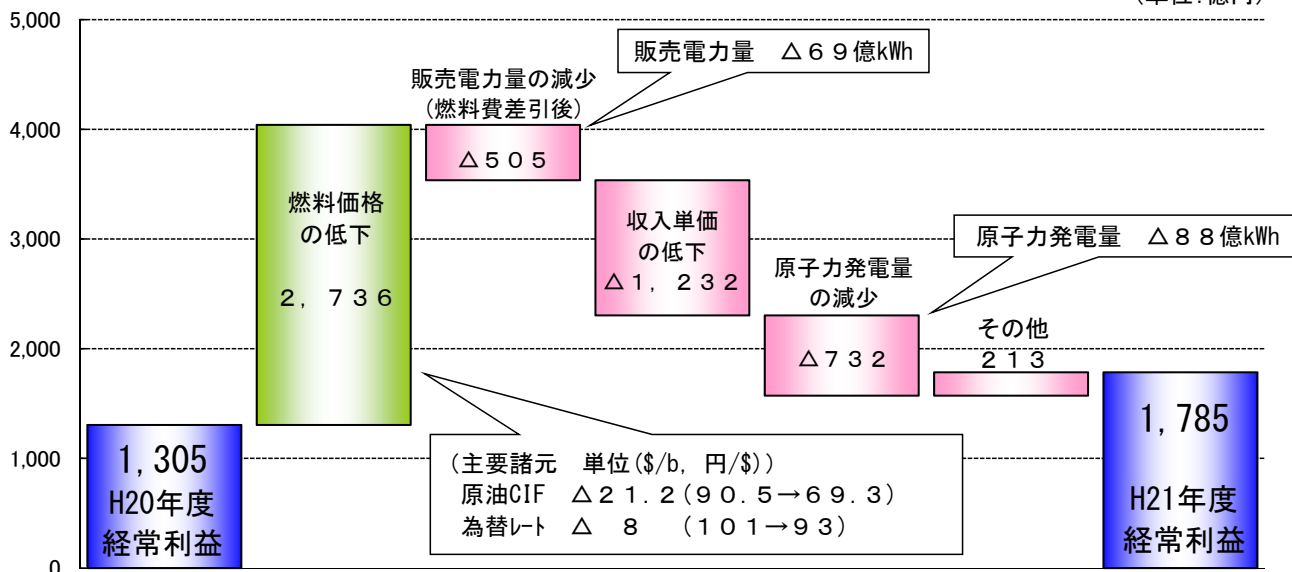 (単位:億円)
5,000
4,000
3,000
2,000
1,000
0
販売電力量 △69億kWh
販売電力量の減少
(燃料費差引後)
△505
燃料価格
の低下
2,736
収入単価
の低下
△1,232
原子力発電量 △88億kWh
原子力発電量
の減少
△732
その他
213
(主要諸元 単位($/b, 円/$))
原油CIF △21.2(90.5→69.3)
為替レート △ 8 (101→93)
1,305
H20年度
経常利益
1,785
H21年度
経常利益